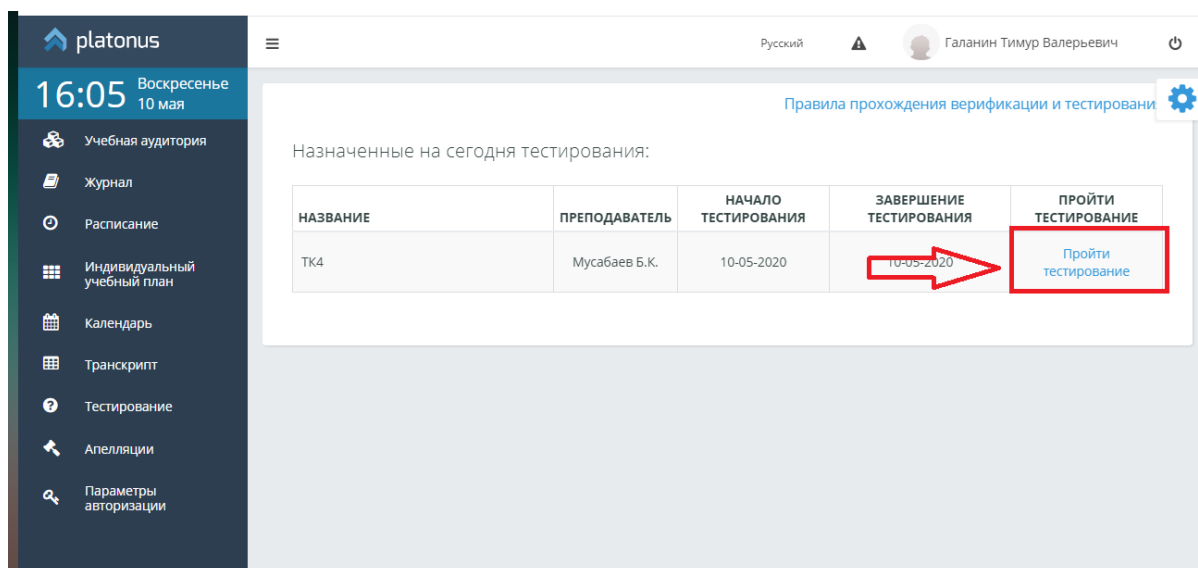 platonus
Русский
Галанин Тимур Валерьевич
16:05
Воскресенье
10 мая
Правила прохождения верификации и тестировани
Учебная аудитория
Журнал
Расписание
Индивидуальный
учебный план
Календарь
Транскрипт
Тестирование
Апелляции
Параметры
авторизации
Назначенные на сегодня тестирования:
НАЗВАНИЕ
ПРЕПОДАВАТЕЛЬ
НАЧАЛО
ТЕСТИРОВАНИЯ
ЗАВЕРШЕНИЕ
ТЕСТИРОВАНИЯ
ПРОЙТИ
ТЕСТИРОВАНИЕ
ТК4
Мусабаев Б.К.
10-05-2020
10-05-2020
Пройти
тестирование